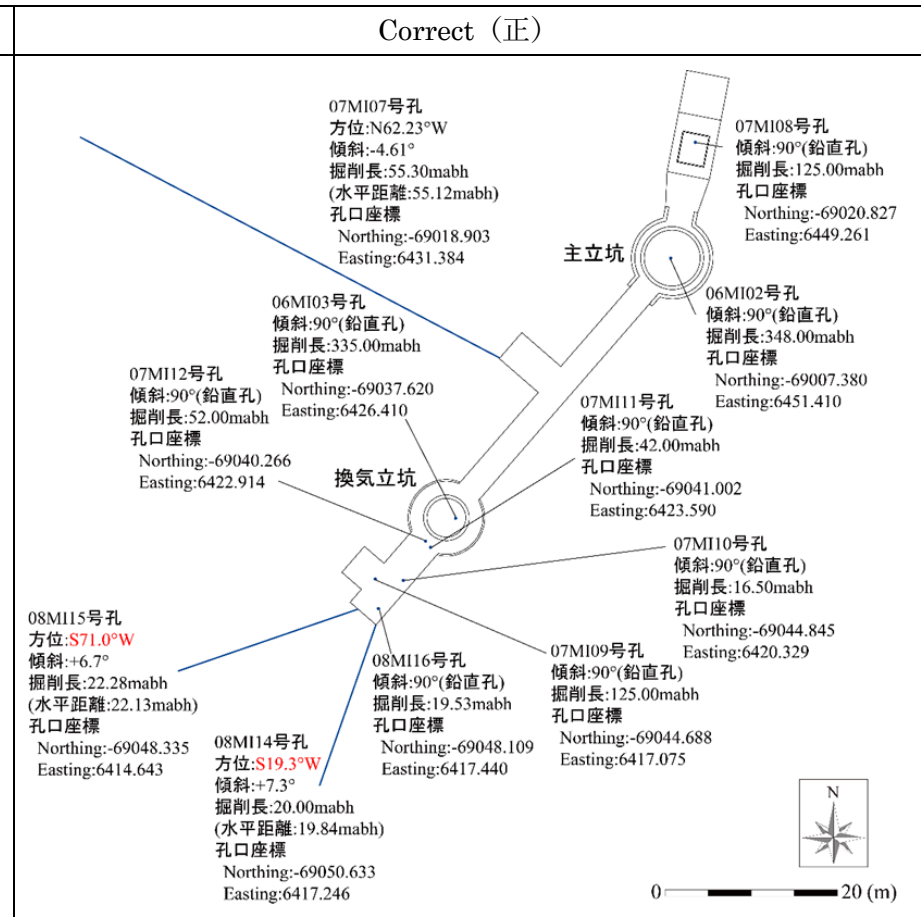 Correct（正）
07MI07号孔
方位:N62.23°W
傾斜:-4.61°
掘削長:55.30mabh
(水平距離:55.12mabh)
孔口座標
Northing:-69018.903
Easting:6431.384
07MI08号孔
傾斜:90°(鉛直孔)
掘削長:125.00mabh
孔口座標
Northing:-69020.827
Easting:6449.261
主立坑
06MI02号孔
傾斜:90°(鉛直孔)
掘削長:348.00mabh
孔口座標
Northing:-69007.380
Easting:6451.410
06MI03号孔
傾斜:90°(鉛直孔)
掘削長:335.00mabh
孔口座標
Northing:-69037.620
Easting:6426.410
07MI12号孔
傾斜:90°(鉛直孔)
掘削長:52.00mabh
孔口座標
Northing:-69040.266
Easting:6422.914
07MI11号孔
傾斜:90°(鉛直孔)
掘削長:42.00mabh
孔口座標
Northing:-69041.002
Easting:6423.590
換気立坑
07MI10号孔
傾斜:90°(鉛直孔)
掘削長:16.50mabh
孔口座標
Northing:-69044.845
Easting:6420.329
08MI15号孔
方位:S71.0°W
傾斜:+6.7°
掘削長:22.28mabh
(水平距離:22.13mabh)
孔口座標
Northing:-69048.335
Easting:6414.643
08MI14号孔
方位:S19.3°W
傾斜:+7.3°
掘削長:20.00mabh
(水平距離:19.84mabh)
孔口座標
Northing:-69050.633
Easting:6417.246
08MI16号孔
傾斜:90°(鉛直孔)
掘削長:19.53mabh
孔口座標
Northing:-69048.109
Easting:6417.440
07MI09号孔
傾斜:90°(鉛直孔)
掘削長:125.00mabh
孔口座標
Northing:-69044.688
Easting:6417.075
N
0 20 (m)